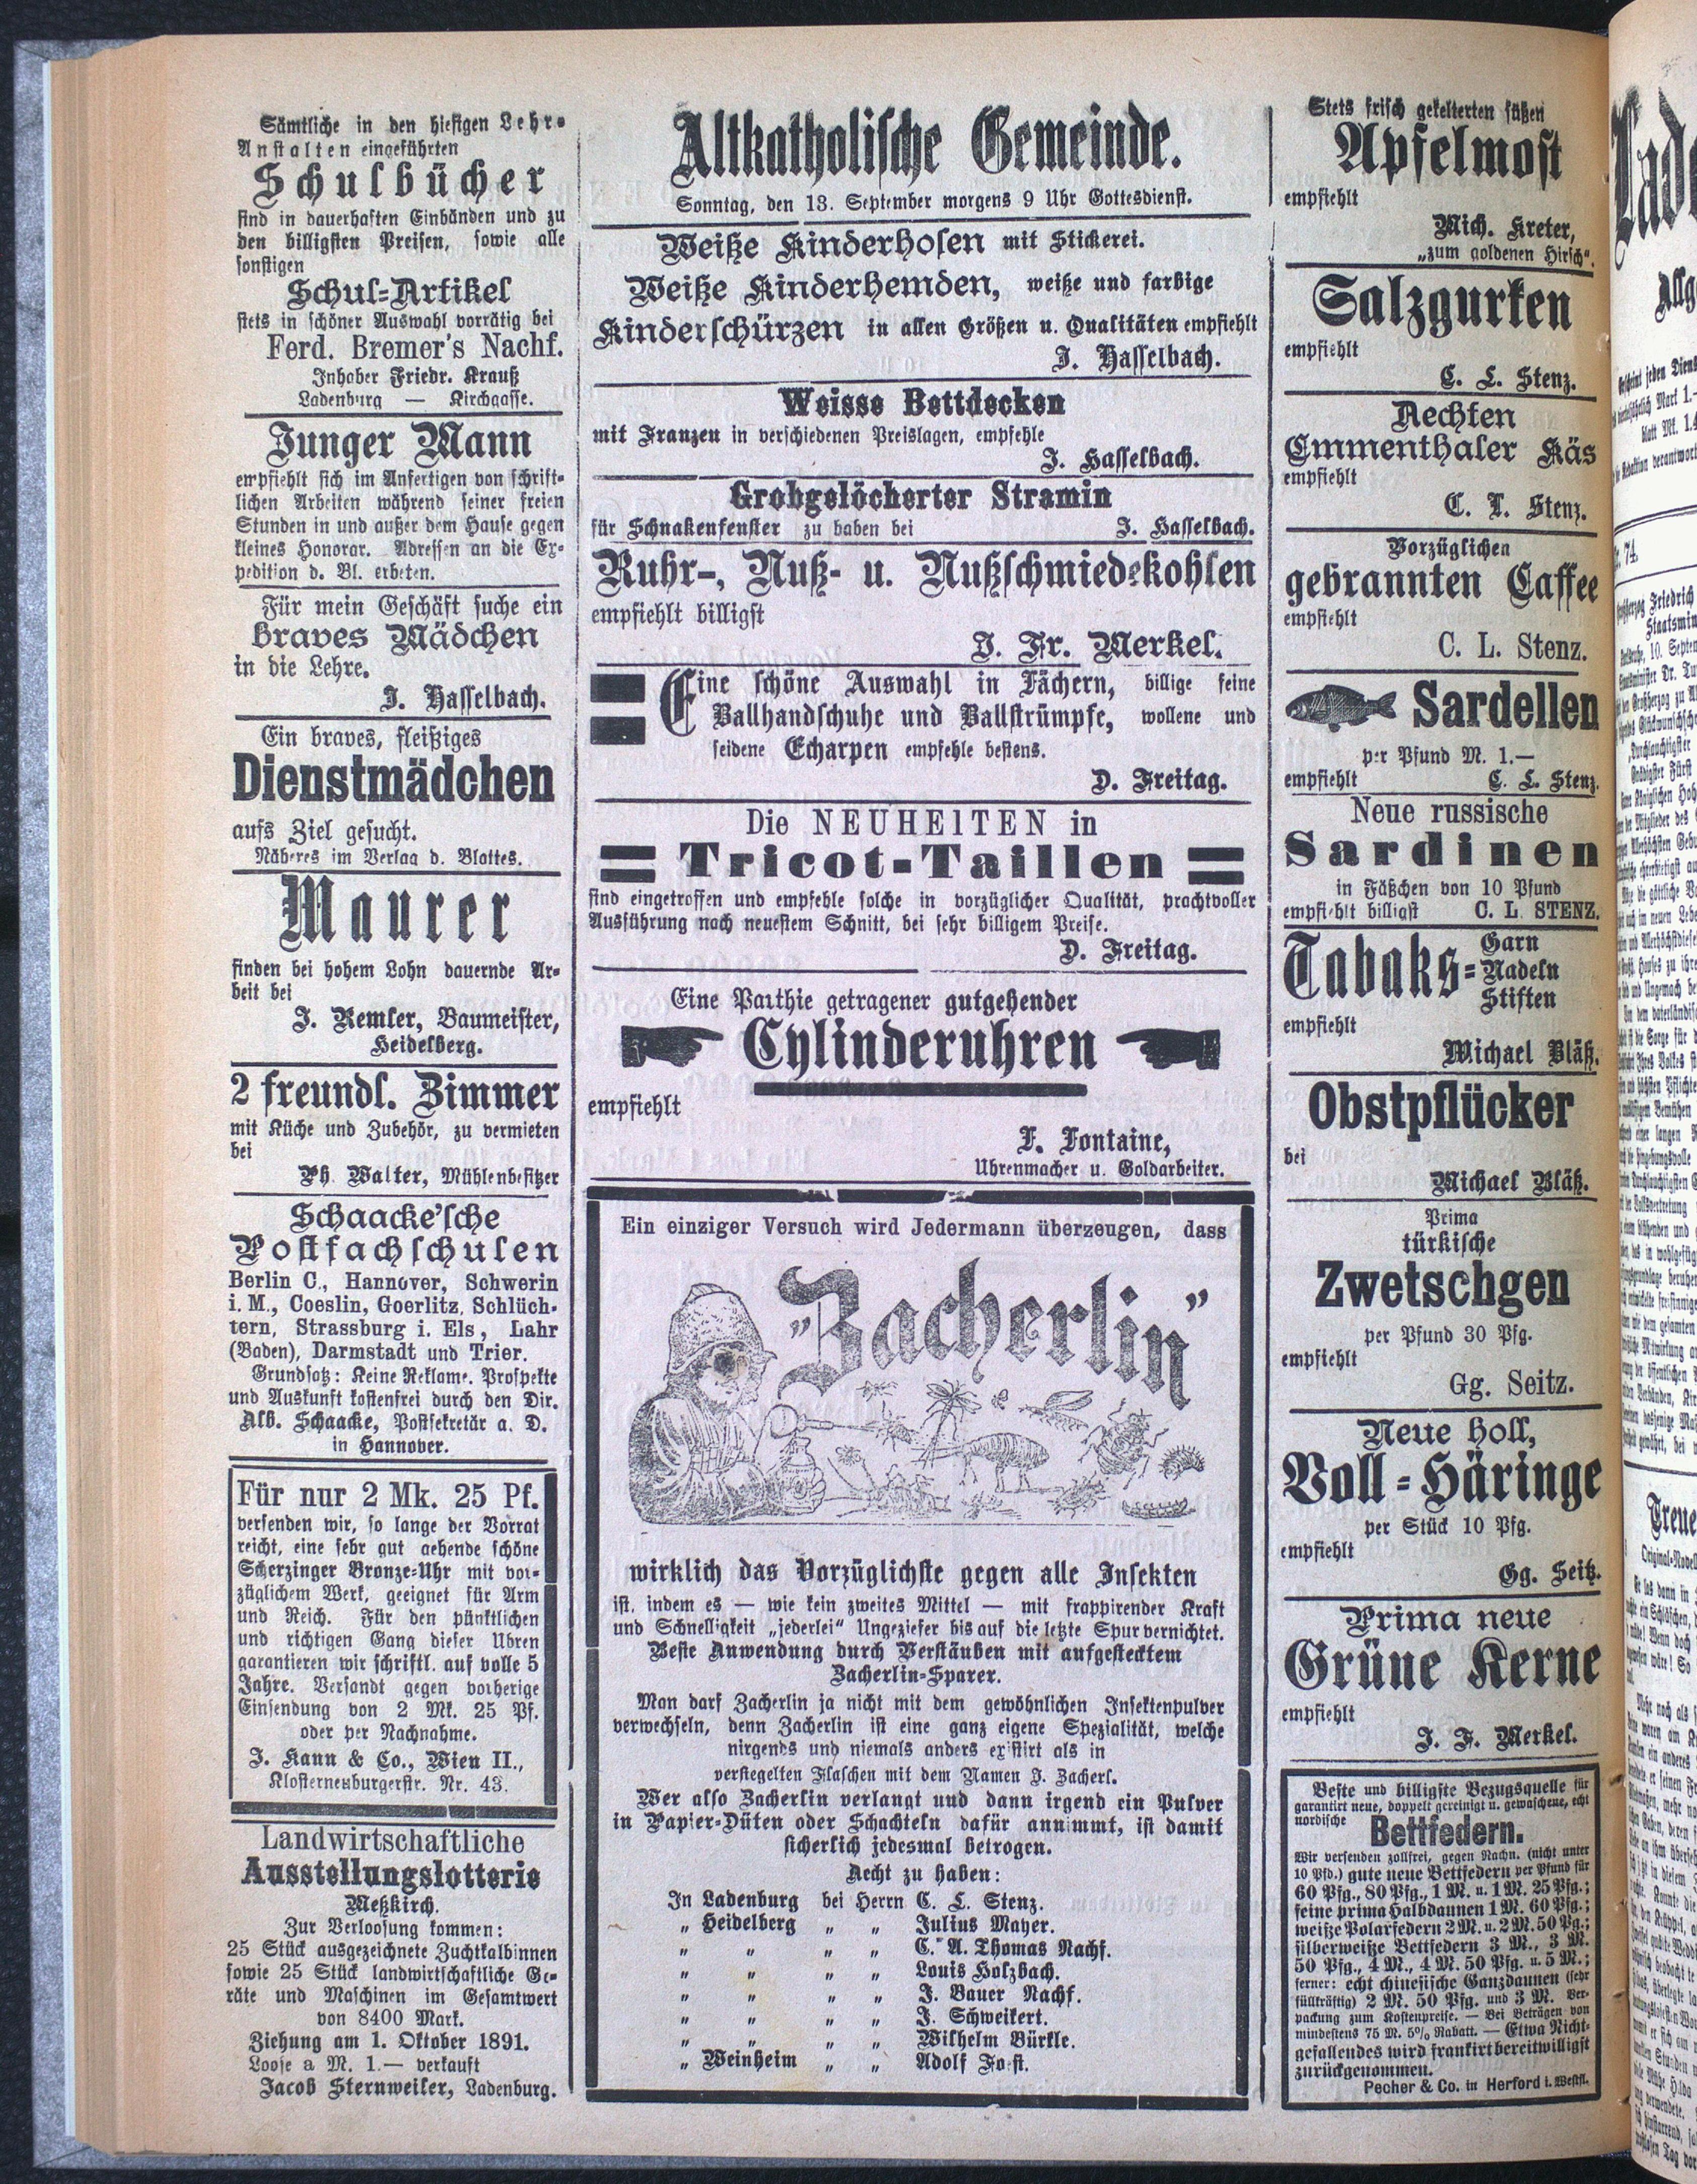 Sämtliche in den hiesigen Lehr-
Anstalten eingeführten
Schulbücher
sind in dauerhaften Einbänden und zu
den billigsten Preisen, sowie alle
sonstigen
Schul-Artikel
stets in schöner Auswahl vorrätig bei
Ferd. Bremer's Nachf.
Inhaber Friedr. Krauß
Ladenburg — Kirchgasse.
Junger Mann
empfiehlt sich im Anfertigen von schrift-
lichen Arbeiten während seiner freien
Stunden in und außer dem Hause gegen
kleines Honorar. Adressen an die Ex-
pedition d. Bl. erbeten.
Für mein Geschäft suche ein
braves Mädchen
in die Lehre.
J. Hasselbach.
Ein braves, fleißiges
Dienstmädchen
aufs Ziel gesucht.
Näheres im Verlag d. Blattes.
Maurer
finden bei hohem Lohn dauernde Ar-
beit bei
J. Remler, Baumeister,
Heidelberg.
2 freundl. Zimmer
mit Küche und Zubehör, zu vermieten
bei
Ph. Walter, Mühlenbesitzer
Schaacke'sche
Postfachschulen
Berlin C., Hannover, Schwerin
i. M., Coeslin, Goerlitz, Schlüch-
tern, Strassburg i. Els, Lahr
(Baden), Darmstadt und Trier.
Grundsatz: Keine Reklame. Prospekte
und Auskunft kostenfrei durch den Dir.
Alb. Schaacke, Postsekretär a. D.
in Hannover.
Für nur 2 Mk. 25 Pf.
versenden wir, so lange der Vorrat
reicht, eine sehr gut gehende schöne
Scherzinger Bronze-Uhr mit vor-
züglichem Werk, geeignet für Arm
und Reich. Für den pünktlichen
und richtigen Gang dieser Uhren
garantieren wir schriftl. auf volle 5
Jahre. Versandt gegen vorherige
Einsendung von 2 Mk. 25 Pf.
oder per Nachnahme.
J. Kann & Co., Wien II.,
Klosterneuburgerstr. Nr. 43.
Landwirtschaftliche
Ausstellungslotterie
Meßkirch.
Zur Verloosung kommen:
25 Stück ausgezeichnete Zuchtkalbinnen
sowie 25 Stück landwirtschaftliche Ge-
räte und Maschinen im Gesamtwert
von 8400 Mark.
Ziehung am 1. Oktober 1891.
Loose a M. 1.— verkauft
Jacob Sternweiler, Ladenburg.
Altkatholische Gemeinde.
Sonntag, den 13. September morgens 9 Uhr Gottesdienst.
Weiße Kinderhosen mit Stickerei.
Weiße Kinderhemden, weiße und farbige
Kinderschürzen in allen Größen u. Qualitäten empfiehlt
J. Hasselbach.
Weisse Bettdecken
mit Franzen in verschiedenen Preislagen, empfehle
J. Hasselbach.
Grobgelöcherter Stramin
für Schnakenfenster zu haben bei J. Hasselbach.
Ruhr-, Nuß- u. Nußschmiedekohlen
empfiehlt billigst
J. Fr. Merkel.
Eine schöne Auswahl in Fächern, billige feine
Ballhandschuhe und Ballstrümpfe, wollene und
seidene Echarpen empfehle bestens.
D. Freitag.
Die NEUHEITEN in
Tricot-Taillen
sind eingetroffen und empfehle solche in vorzüglicher Qualität, prachtvoller
Ausführung nach neuestem Schnitt, bei sehr billigem Preise.
D. Freitag.
Eine Parthie getragener gutgehender
Cylinderuhren
empfiehlt
F. Fontaine,
Uhrenmacher u. Goldarbeiter.
Ein einziger Versuch wird Jedermann überzeugen, dass
„Zacherlin”
wirklich das Vorzüglichste gegen alle Insekten
ist, indem es — wie kein zweites Mittel — mit frappirender Kraft
und Schnelligkeit „jederlei“ Ungeziefer bis auf die letzte Spur vernichtet.
Beste Anwendung durch Verstäuben mit aufgestecktem
Zacherlin-Sparer.
Man darf Zacherlin ja nicht mit dem gewöhnlichen Insektenpulver
verwechseln, denn Zacherlin ist eine ganz eigene Spezialität, welche
nirgends und niemals anders existirt als in
versiegelten Flaschen mit dem Namen J. Zacherl.
Wer also Zacherlin verlangt und dann irgend ein Pulver
in Papier-Düten oder Schachteln dafür annimmt, ist damit
sicherlich jedesmal betrogen.
Aecht zu haben:
In Ladenburg bei Herrn C. L. Stenz.
„ Heidelberg „ „ Julius Mayer.
„ „ „ „ C. A. Thomas Nachf.
„ „ „ „ Louis Holzbach.
„ „ „ „ J. Bauer Nachf.
„ „ „ „ J. Schweikert.
„ „ „ „ Wilhelm Bürkle.
„ Weinheim „ „ Adolf
Stets frisch gekelterten süßen
Apfelmost
empfiehlt
Mich. Kreter,
„zum goldenen Hirsch“.
Salzgurken
empfiehlt
C. L. Stenz.
Aechten
Emmenthaler Käs
empfiehlt
C. L. Stenz.
Vorzüglichen
gebrannten Caffee
empfiehlt
C. L. Stenz.
Sardellen
per Pfund M. 1.—
empfiehlt C. L. Stenz.
Neue russische
Sardinen
in Fäßchen von 10 Pfund
empfiehlt billigst C. L. STENZ.
Tabaks- Garn
Nadeln
Stiften
empfiehlt
Michael Bläß.
Obstpflücker
bei
Michael Bläß.
Prima
türkische
Zwetschgen
per Pfund 30 Pfg.
empfiehlt
Gg. Seitz.
Neue holl,
Voll-Häringe
per Stück 10 Pfg.
empfiehlt
Gg. Seitz.
Prima neue
Grüne Kerne
empfiehlt
J. F. Merkel.
Beste und billigste Bezugsquelle für
garantirt neue, doppelt gereinigt u. gewaschene, echt
nordische
Bettfedern.
Wir versenden zollfrei, gegen Nachn. (nicht unter
10 Pfd.) gute neue Bettfedern per Pfund für
60 Pfg., 80 Pfg., 1 M. u. 1 M. 25 Pfg.;
feine prima Halbdaunen 1 M. 60 Pfg.;
weiße Polarfedern 2 M. u. 2 M. 50 Pg.;
silberweiße Bettfedern 3 M., 3 M.
50 Pfg., 4 M., 4 M. 50 Pfg. u. 5 M.;
ferner: echt chinesische Ganzdaunen (sehr
füllkräftig) 2 M. 50 Pfg. und 3 M. Ver-
packung zum Kostenpreise. — Bei Beträgen von
mindestens 75 M. 5% Rabatt. — Etwa Nicht-
gefallendes wird frankirt bereitwilligst
zurückgenommen.
Pecher & Co. in Herford i. Westfl.